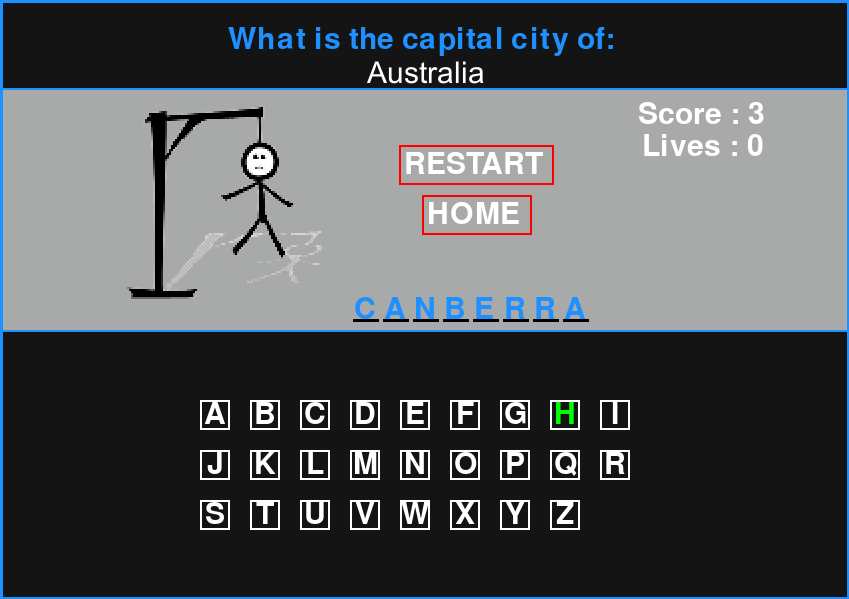 What is the capital city of:
Australia
Score : 3
Lives : 0
RESTART
HOME
CANBERRA
A B C D E F G H I
J K L M N O P Q R
S T U V W X Y Z